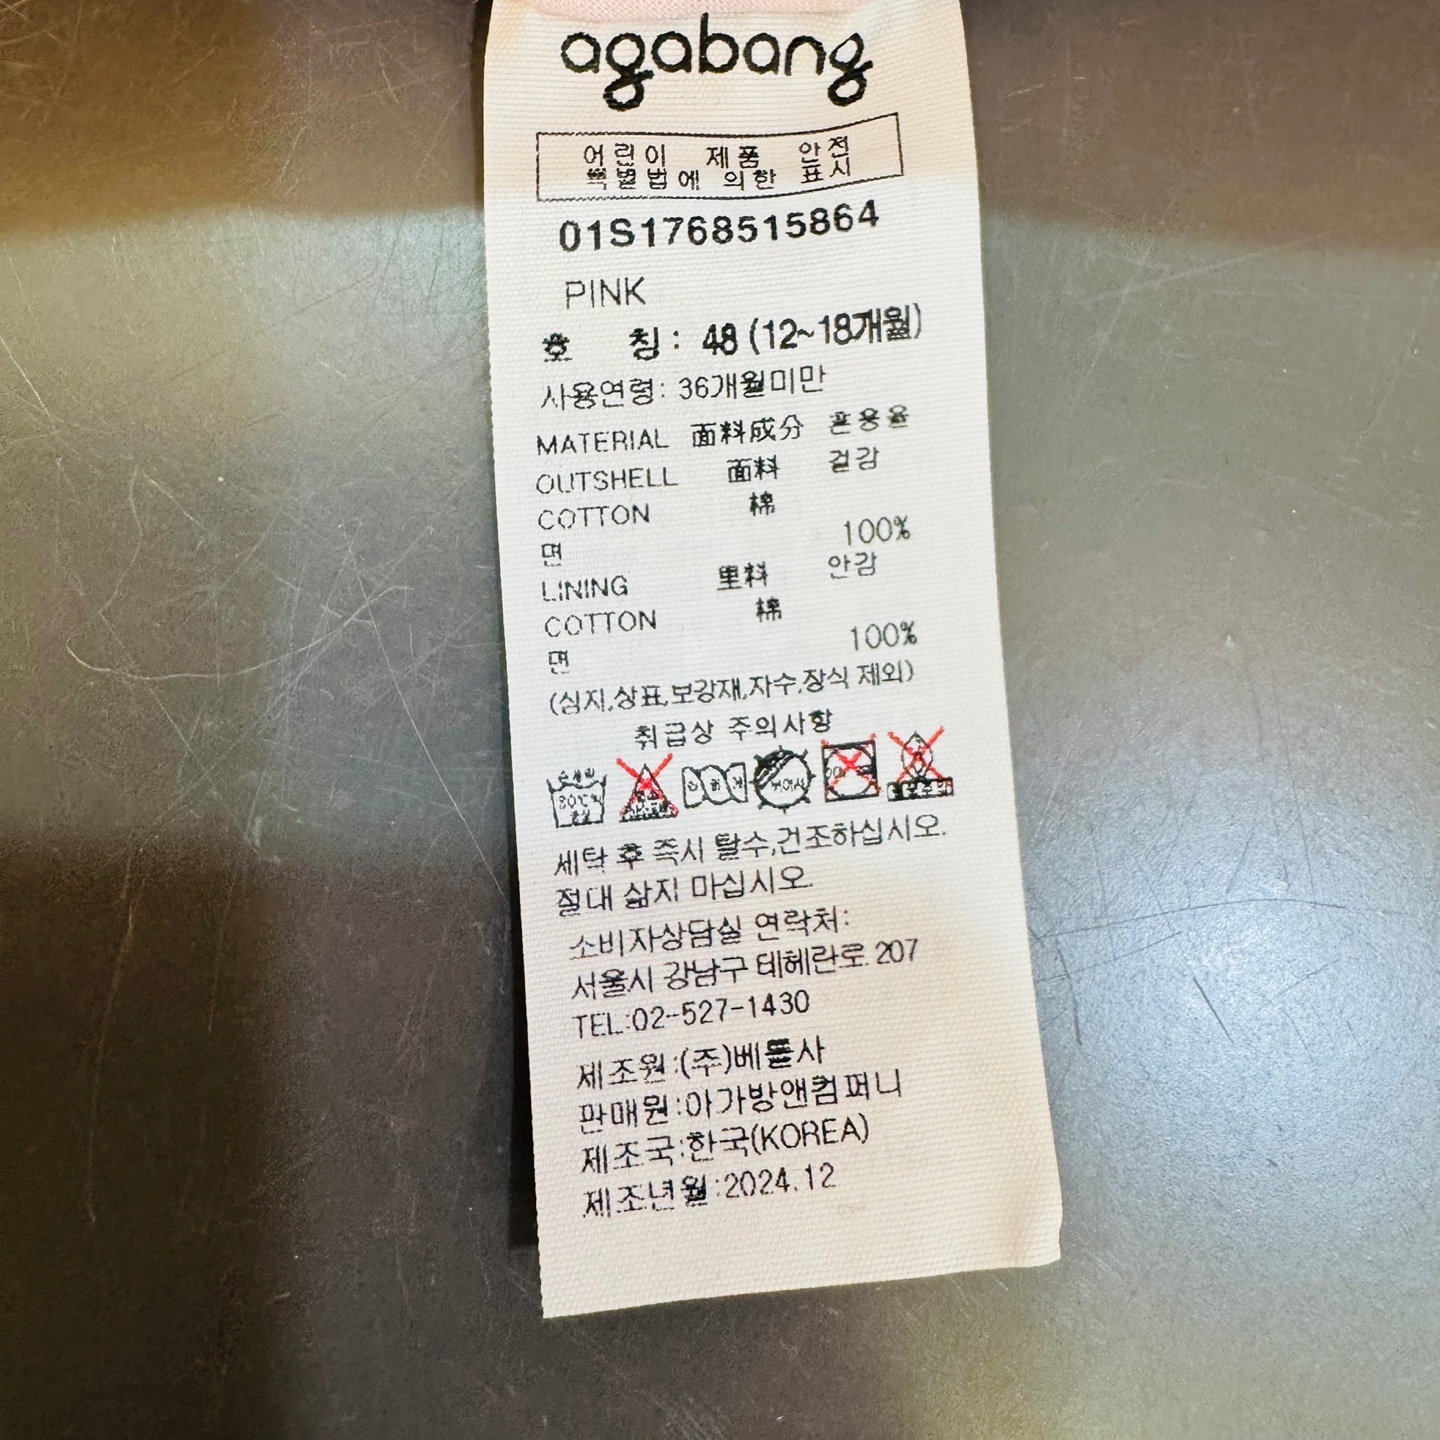 agabang
어린이 제품 안전
특별법에 의한 표시
01S1768515864
PINK
호 칭 : 48 (12~18개월)
사용연령: 36개월미만
MATERIAL 面料成分 혼용율
OUTSHELL 面料 겉감
COTTON 棉
면 100%
LINING 里料 안감
COTTON 棉
면 100%
(심지,상표,보강재,자수,장식 제외)
취급상 주의사항
30℃
세탁 후 즉시 탈수,건조하십시오.
절대 삶지 마십시오.
소비자상담실 연락처:
서울시 강남구 테헤란로 207
TEL:02-527-1430
제조원:(주)베틀사
판매원:아가방앤컴퍼니
제조국:한국(KOREA)
제조년월:2024.12